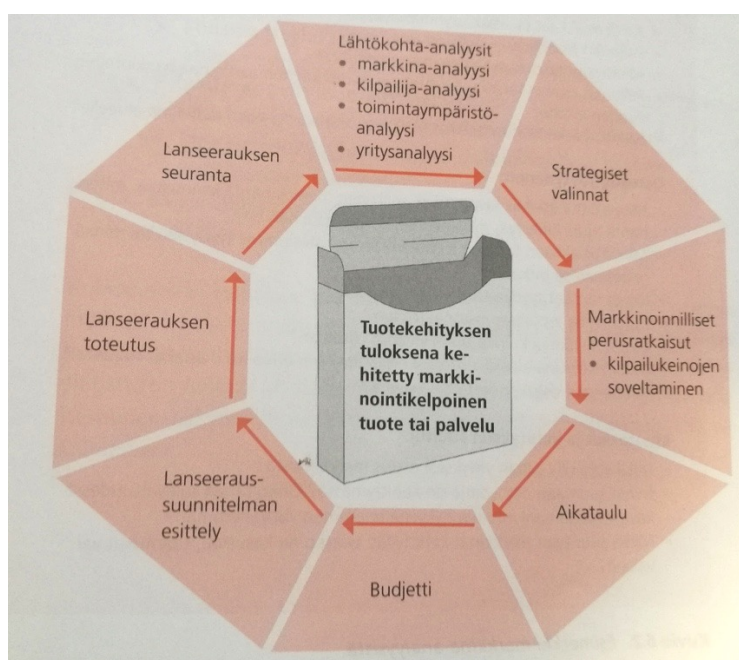 Lähtökohta-analyysit
• markkina-analyysi
• kilpailija-analyysi
• toimintaympäristö-
analyysi
• yritysanalyysi
Strategiset
valinnat
Markkinoinnilliset
perusratkaisut
• kilpailukeinojen
soveltaminen
Aikataulu
Budjetti
Lanseeraus-
suunnitelman
esittely
Lanseerauksen
toteutus
Lanseerauksen
seuranta
Tuotekehityksen
tuloksena ke-
hitetty markki-
nointikelpoinen
tuote tai palvelu